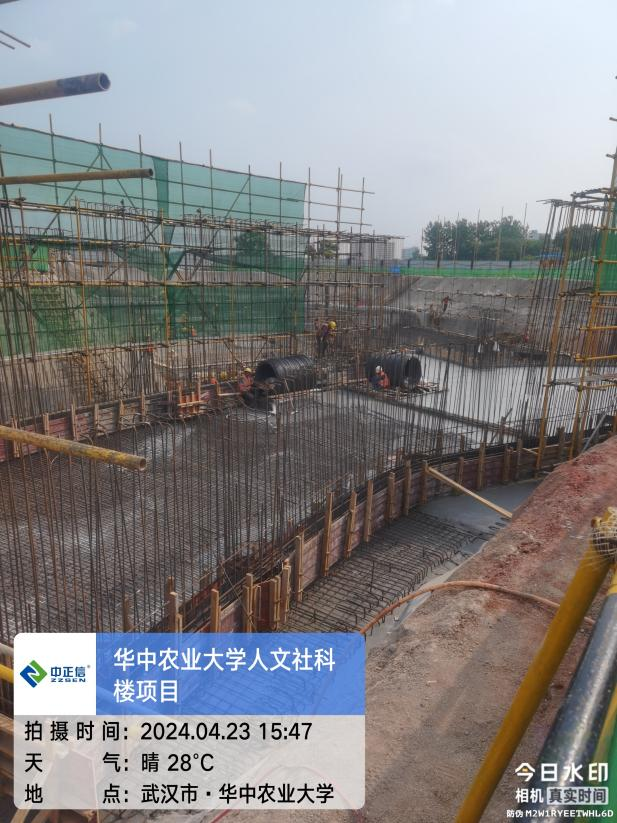 中正信®
ZZSEN
华中农业大学人文社科
楼项目
拍摄时间：2024.04.23 15:47
天气：晴 28°C
地点：武汉市·华中农业大学
今日水印
相机 真实时间
防伪 M2W1RYEETWHL6D